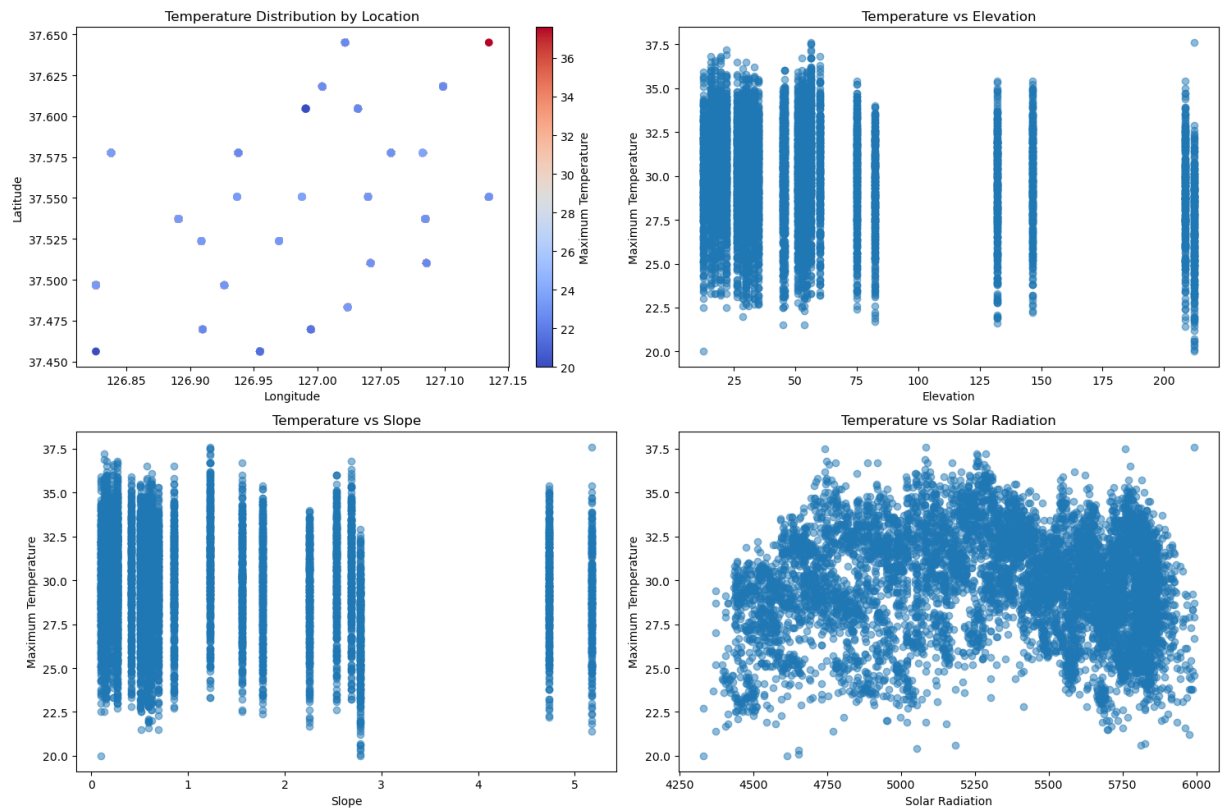 Temperature Distribution by Location
37.650
37.625
37.600
37.575
37.550
37.525
37.500
37.475
37.450
Latitude
126.85 126.90 126.95 127.00 127.05 127.10 127.15
Longitude
36
34
32
30
28
26
24
22
20
Maximum Temperature
Temperature vs Elevation
37.5
35.0
32.5
30.0
27.5
25.0
22.5
20.0
Maximum Temperature
25 50 75 100 125 150 175 200
Elevation
Temperature vs Slope
37.5
35.0
32.5
30.0
27.5
25.0
22.5
20.0
Maximum Temperature
0 1 2 3 4 5
Slope
Temperature vs Solar Radiation
37.5
35.0
32.5
30.0
27.5
25.0
22.5
20.0
Maximum Temperature
4250 4500 4750 5000 5250 5500 5750 6000
Solar Radiation